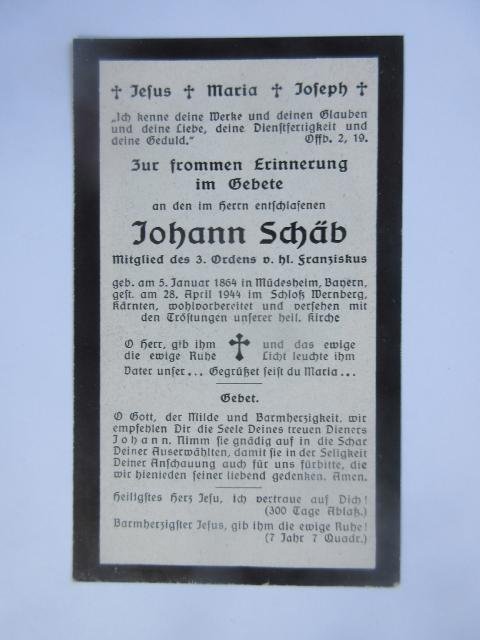 ✝ Jesus ✝ Maria ✝ Joseph ✝
„Ich kenne deine Werke und deinen Glauben
und deine Liebe, deine Dienstfertigkeit und
deine Geduld.“ Offb. 2, 19.
Zur frommen Erinnerung
im Gebete
an den im Herrn entschlafenen
Johann Schäb
Mitglied des 3. Ordens v. hl. Franziskus
geb. am 5. Januar 1864 in Müdesheim, Bayern,
gest. am 28. April 1944 im Schloß Wernberg,
Kärnten, wohlvorbereitet und versehen mit
den Tröstungen unserer heil. Kirche
O Herr, gib ihm ✝ und das ewige
die ewige Ruhe Licht leuchte ihm
Vater unser... Gegrüßet seist du Maria...
Gebet.
O Gott, der Milde und Barmherzigkeit, wir
empfehlen Dir die Seele Deines treuen Dieners
Johann. Nimm sie gnädig auf in die Schar
Deiner Auserwählten, damit sie in der Seligkeit
Deiner Anschauung auch für uns fürbitte, die
wir hienieden seiner liebend gedenken. Amen.
Heiligstes Herz Jesu, ich vertraue auf Dich!
(300 Tage Ablaß.)
Barmherzigster Jesus, gib ihm die ewige Ruhe!
(7 Jahr 7 Quadr.)